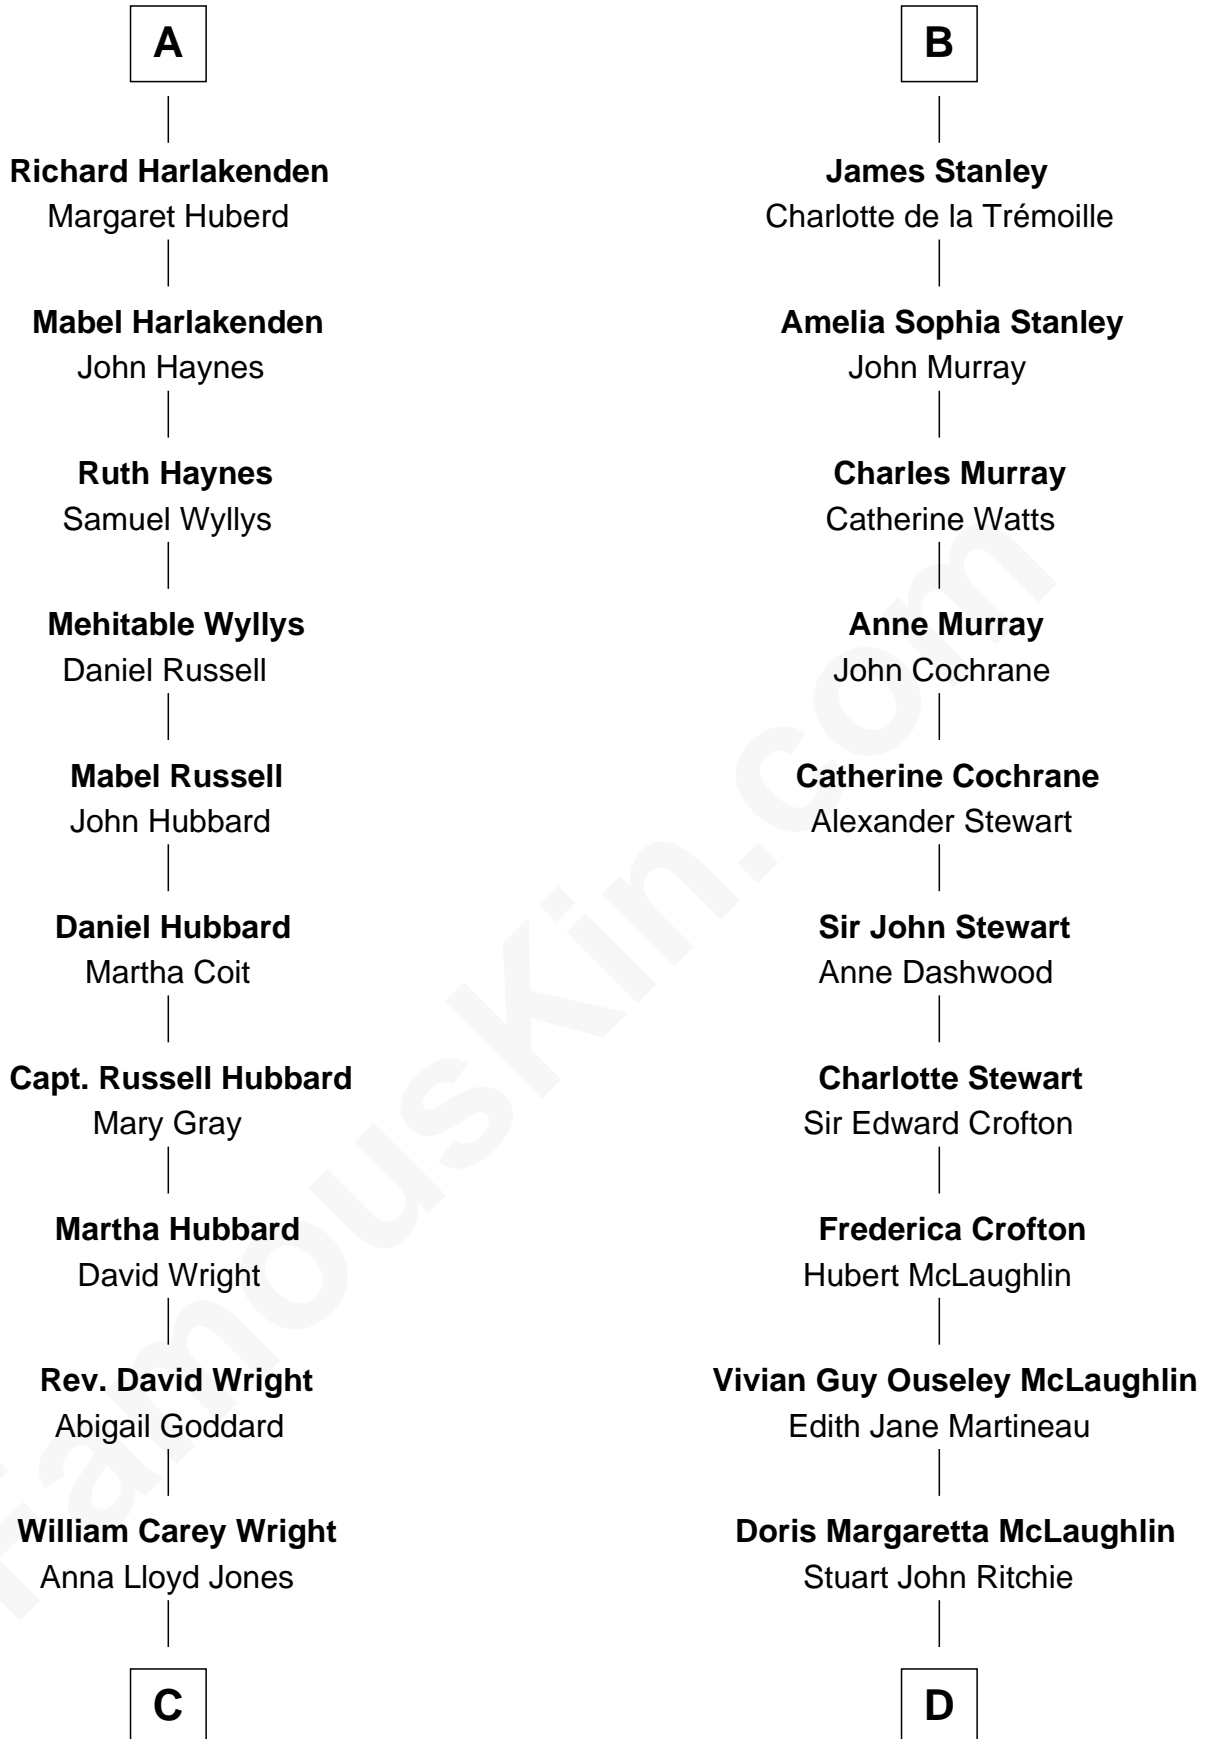 A
Richard Harlakenden
Margaret Huberd
Mabel Harlakenden
John Haynes
Ruth Haynes
Samuel Wyllys
Mehitable Wyllys
Daniel Russell
Mabel Russell
John Hubbard
Daniel Hubbard
Martha Coit
Capt. Russell Hubbard
Mary Gray
Martha Hubbard
David Wright
Rev. David Wright
Abigail Goddard
William Carey Wright
Anna Lloyd Jones
C
B
James Stanley
Charlotte de la Trémoille
Amelia Sophia Stanley
John Murray
Charles Murray
Catherine Watts
Anne Murray
John Cochrane
Catherine Cochrane
Alexander Stewart
Sir John Stewart
Anne Dashwood
Charlotte Stewart
Sir Edward Crofton
Frederica Crofton
Hubert McLaughlin
Vivian Guy Ouseley McLaughlin
Edith Jane Martineau
Doris Margaretta McLaughlin
Stuart John Ritchie
D
FamousKin.com